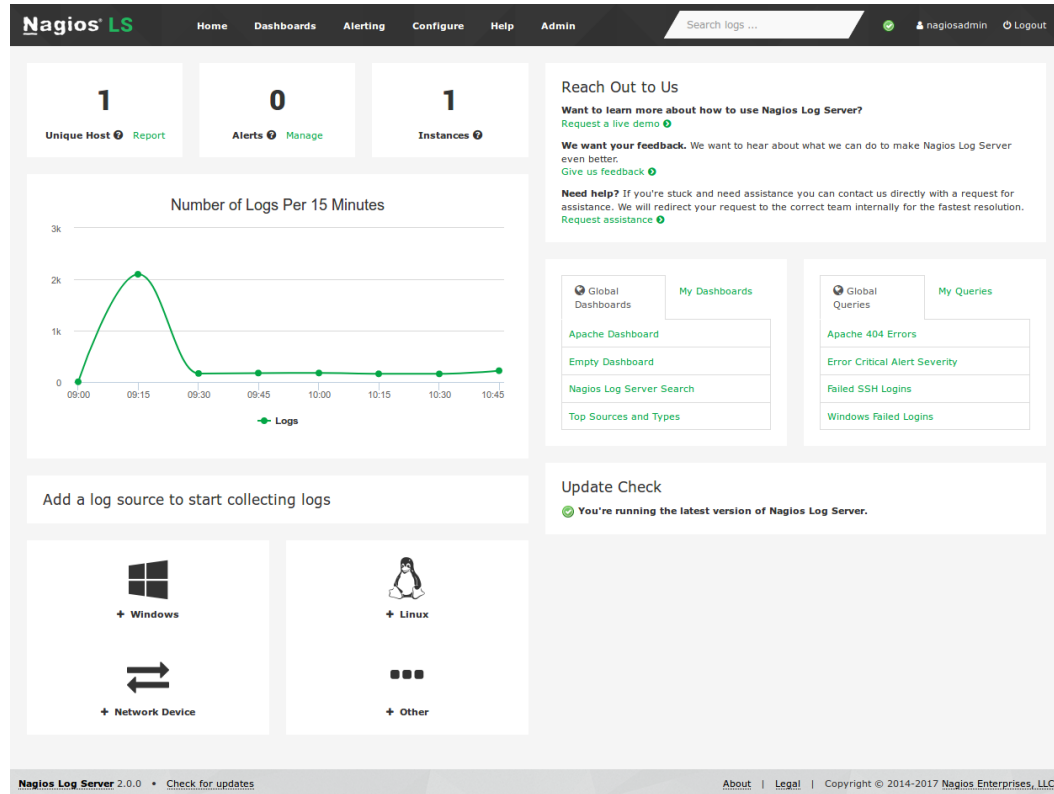 Nagios® LS Home Dashboards Alerting Configure Help Admin Search logs ... nagiosadmin Logout
1
Unique Host Report
0
Alerts Manage
1
Instances
Number of Logs Per 15 Minutes
3k
2k
1k
0
09:00 09:15 09:30 09:45 10:00 10:15 10:30 10:45
Logs
Add a log source to start collecting logs
+ Windows
+ Linux
+ Network Device
+ Other
Reach Out to Us
Want to learn more about how to use Nagios Log Server?
Request a live demo
We want your feedback. We want to hear about what we can do to make Nagios Log Server
even better.
Give us feedback
Need help? If you're stuck and need assistance you can contact us directly with a request for
assistance. We will redirect your request to the correct team internally for the fastest resolution.
Request assistance
Global
Dashboards
My Dashboards
Apache Dashboard
Empty Dashboard
Nagios Log Server Search
Top Sources and Types
Global
Queries
My Queries
Apache 404 Errors
Error Critical Alert Severity
Failed SSH Logins
Windows Failed Logins
Update Check
You're running the latest version of Nagios Log Server.
Nagios Log Server 2.0.0 • Check for updates About | Legal | Copyright © 2014-2017 Nagios Enterprises, LLC